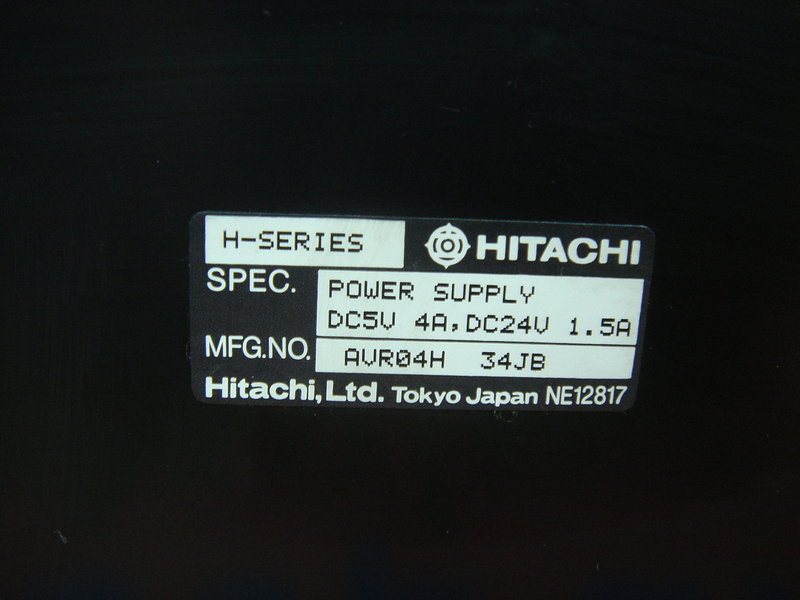 H-SERIES HITACHI
SPEC. POWER SUPPLY
DC5V 4A,DC24V 1.5A
MFG.NO. AVR04H 34JB
Hitachi,Ltd. Tokyo Japan NE12817